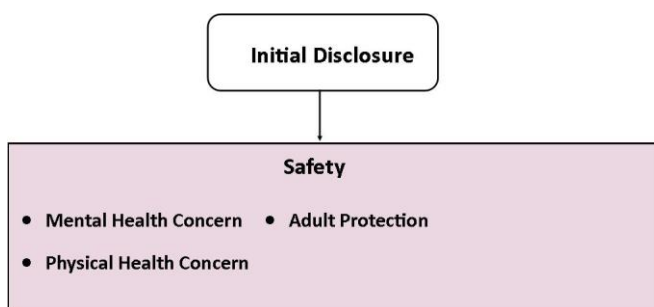 Initial Disclosure
Safety
• Mental Health Concern • Adult Protection
• Physical Health Concern